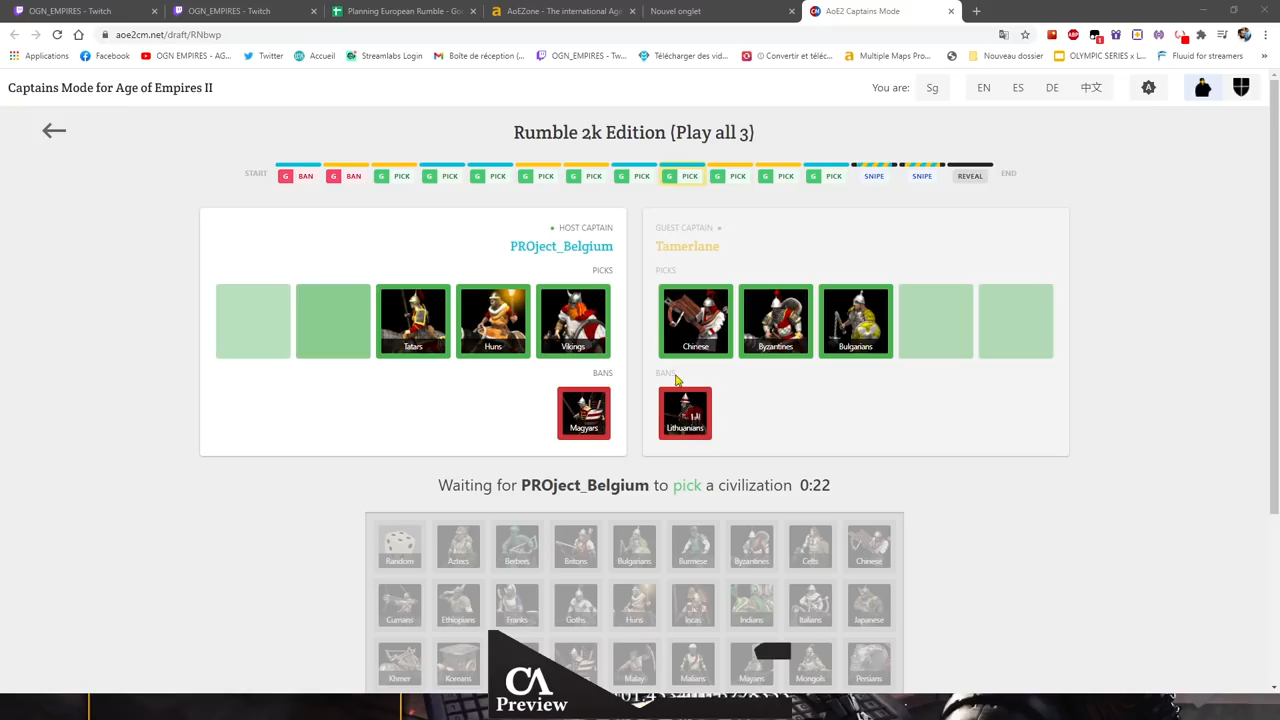 OGN_EMPIRES - Twitch
OGN_EMPIRES - Twitch
Planning European Rumble - Go
AoEZone - The international Age
Nouvel onglet
AoE2 Captains Mode
aoe2cm.net/draft/RNbwp
Applications
Facebook
YouTube OGN EMPIRES - AG...
Twitter
Accueil
Streamlabs Login
Boîte de réception (...
OGN_EMPIRES - Tw...
Télécharger des vid...
① Convertir et téléc...
Multiple Maps Pro...
Nouveau dossier
OLYMPIC SERIES x L...
Fluuid for streamers
»
Captains Mode for Age of Empires II
You are:
Sg
EN
ES
DE
中文
Rumble 2k Edition (Play all 3)
START
G BAN
G BAN
G PICK
G PICK
G PICK
G PICK
G PICK
G PICK
G PICK
G PICK
G PICK
G PICK
SNIPE
SNIPE
REVEAL
END
HOST CAPTAIN
PROject_Belgium
PICKS
Tatars
Huns
Vikings
BANS
Magyars
GUEST CAPTAIN
Tamerlane
PICKS
Chinese
Byzantines
Bulgarians
BANS
Lithuanians
Waiting for PROject_Belgium to pick a civilization 0:22
Random
Aztecs
Berbers
Britons
Bulgarians
Burmese
Byzantines
Celts
Chinese
Cumans
Ethiopians
Franks
Goths
Huns
Incas
Indians
Italians
Japanese
Khmer
Koreans
Malay
Malians
Mayans
Mongols
Persians
CA
Preview